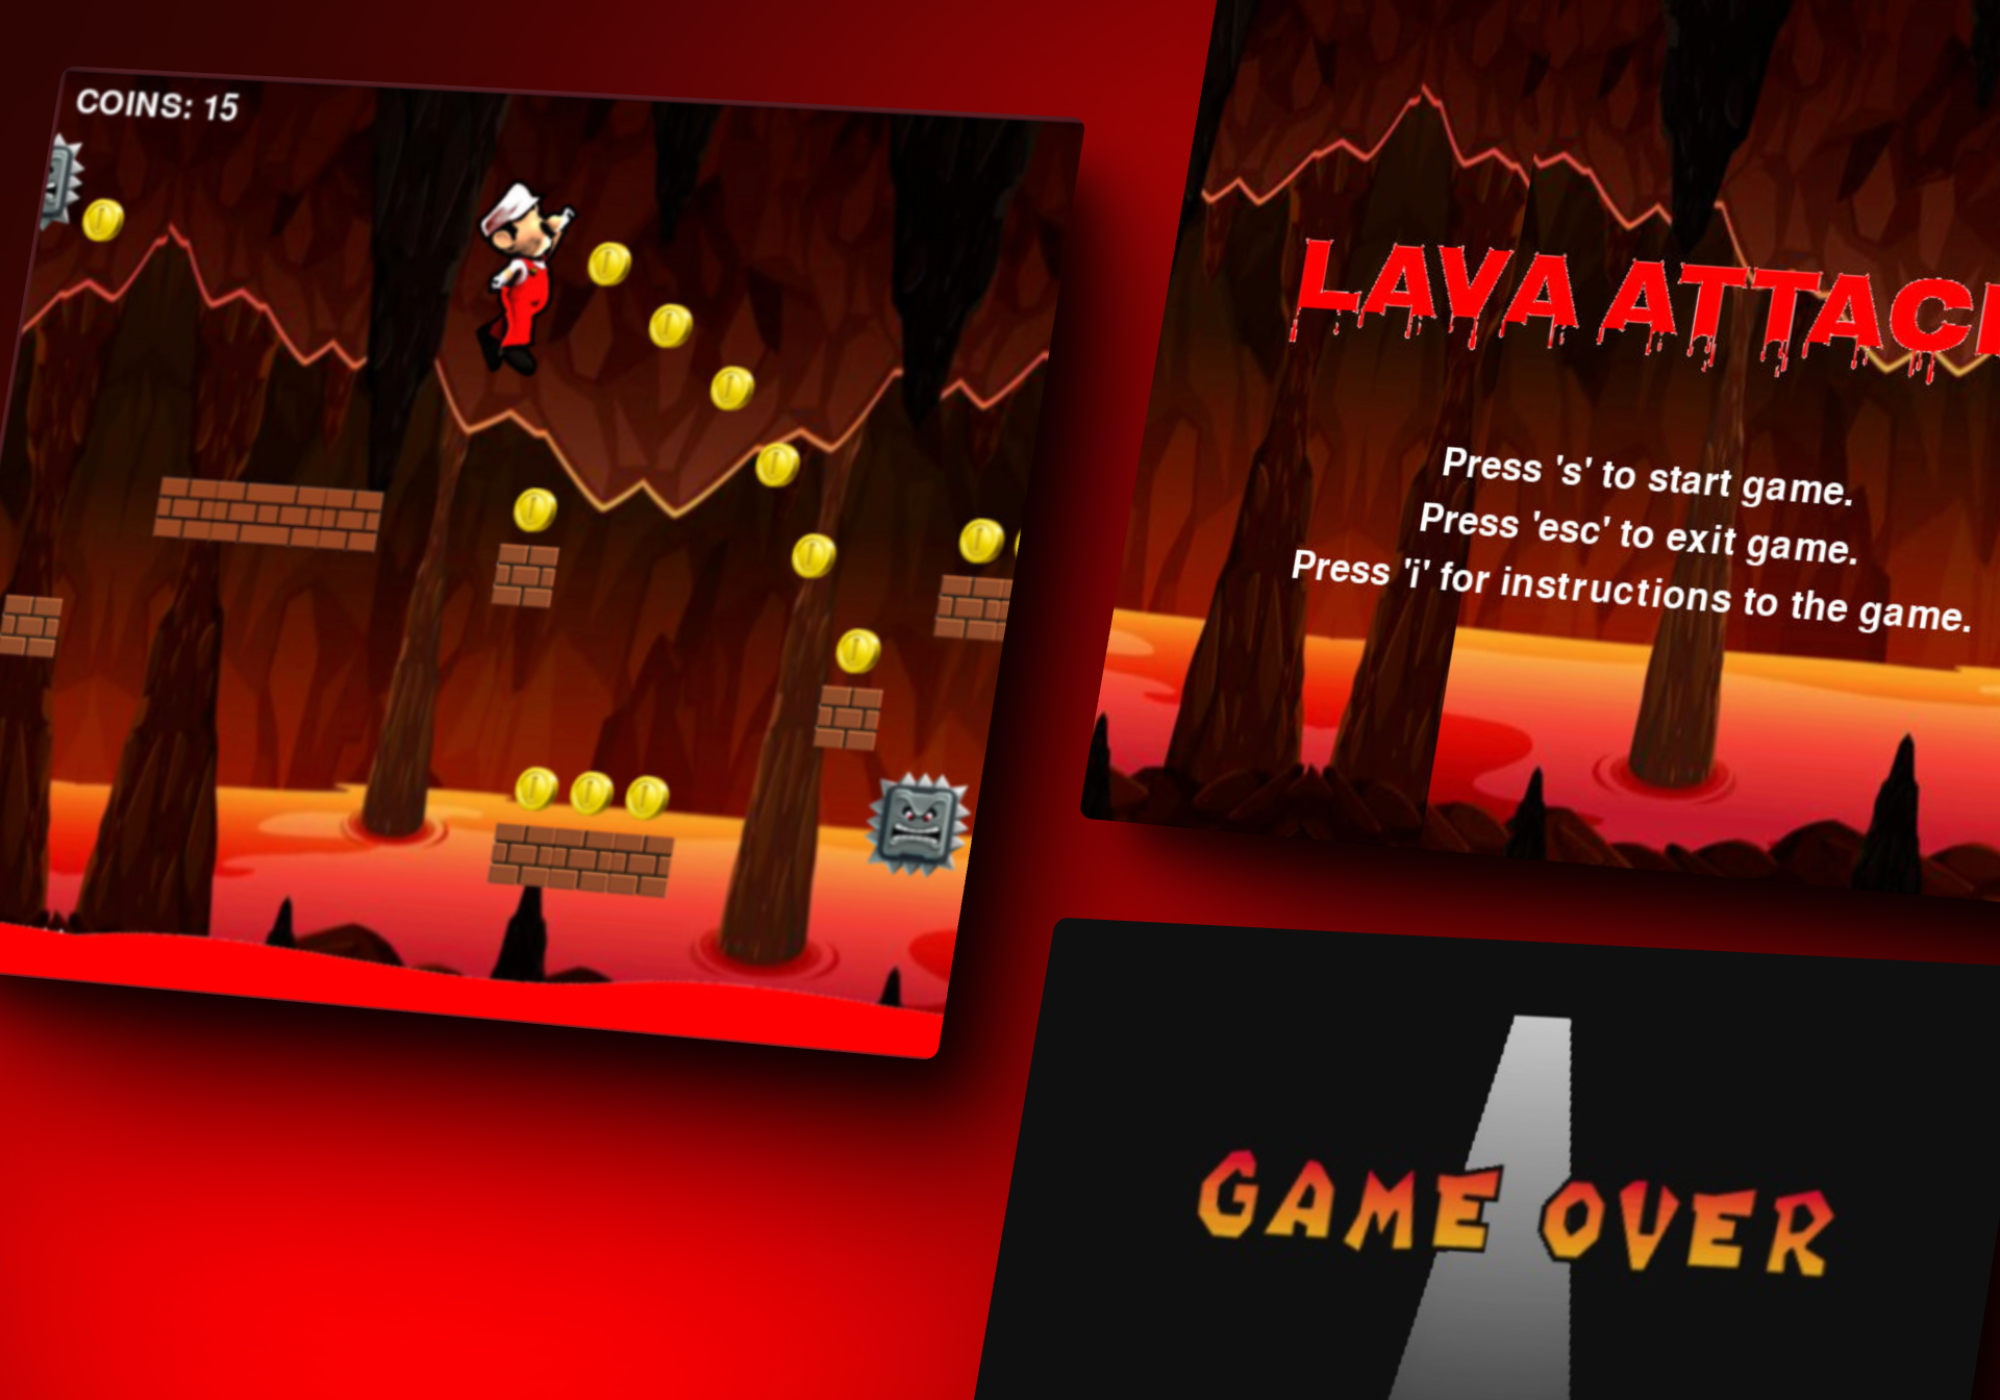 COINS: 15
LAVA ATTAC
Press 's' to start game.
Press 'esc' to exit game.
Press 'i' for instructions to the game.
GAME OVER